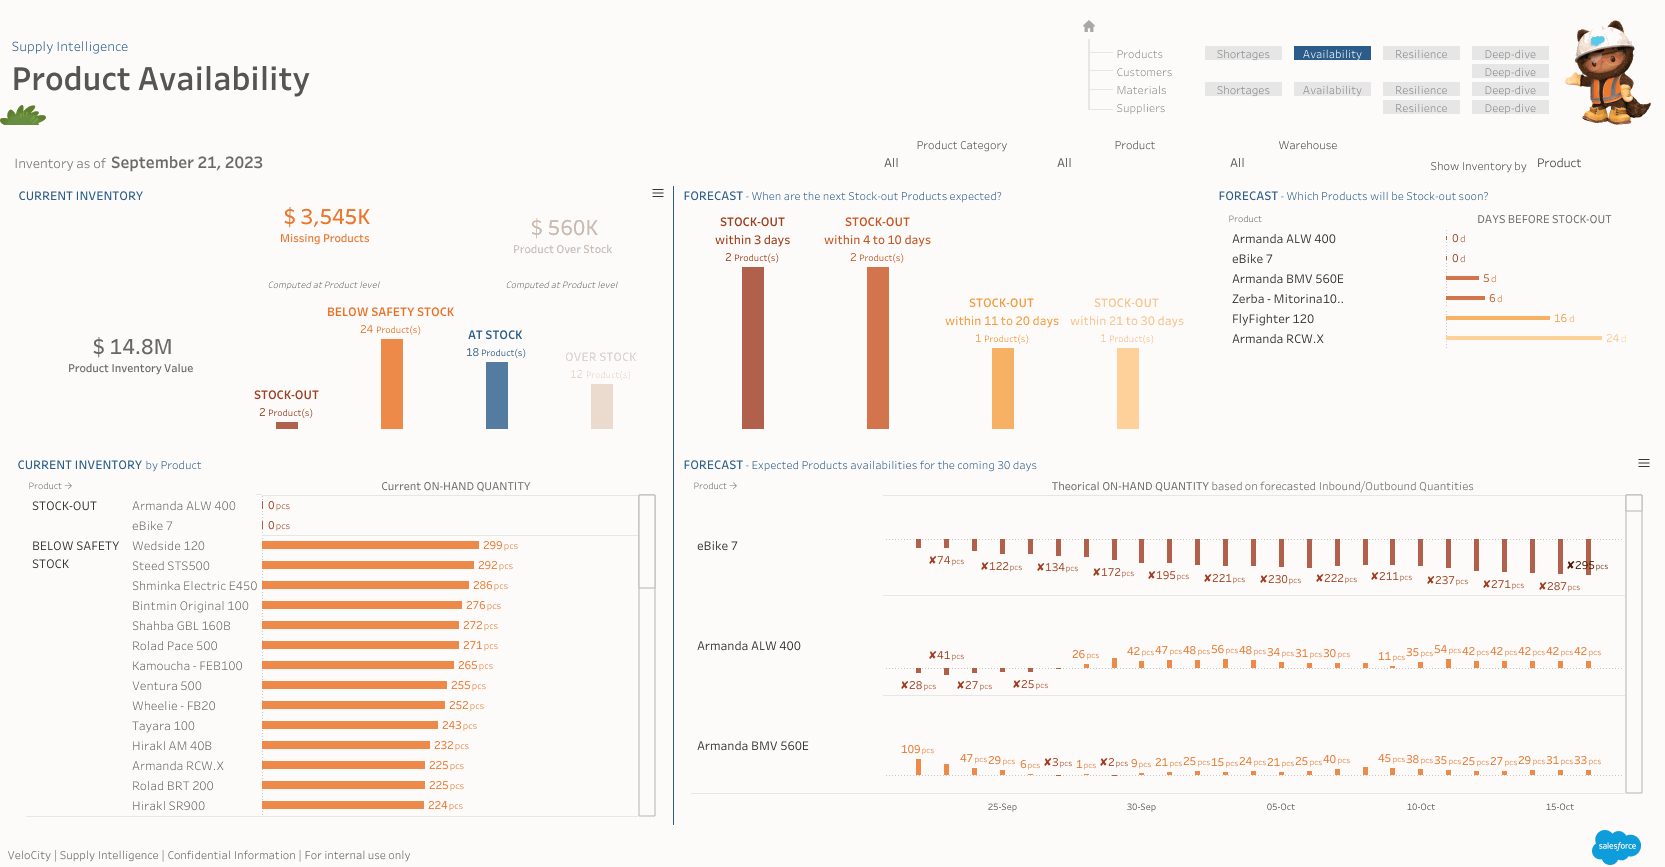 Supply Intelligence
Product Availability
Products Shortages Availability Resilience Deep-dive
Customers Deep-dive
Materials Shortages Availability Resilience Deep-dive
Suppliers Resilience Deep-dive
Inventory as of September 21, 2023
Product Category
All
Product
All
Warehouse
All
Show Inventory by Product
CURRENT INVENTORY
$ 3,545K
Missing Products
$ 560K
Product Over Stock
Computed at Product level
Computed at Product level
$ 14.8M
Product Inventory Value
STOCK-OUT
2 Product(s)
BELOW SAFETY STOCK
24 Product(s)
AT STOCK
18 Product(s)
OVER STOCK
12 Product(s)
FORECAST - When are the next Stock-out Products expected?
STOCK-OUT
within 3 days
2 Product(s)
STOCK-OUT
within 4 to 10 days
2 Product(s)
STOCK-OUT
within 11 to 20 days
1 Product(s)
STOCK-OUT
within 21 to 30 days
1 Product(s)
FORECAST - Which Products will be Stock-out soon?
Product DAYS BEFORE STOCK-OUT
Armanda ALW 400 0 d
eBike 7 0 d
Armanda BMV 560E 5 d
Zerba - Mitorina10.. 6 d
FlyFighter 120 16 d
Armanda RCW.X 24 d
CURRENT INVENTORY by Product
Product → Current ON-HAND QUANTITY
STOCK-OUT Armanda ALW 400 0 pcs
eBike 7 0 pcs
BELOW SAFETY STOCK Wedside 120 299 pcs
Steed STS500 292 pcs
Shminka Electric E450 286 pcs
Bintmin Original 100 276 pcs
Shahba GBL 160B 272 pcs
Rolad Pace 500 271 pcs
Kamoucha - FEB100 265 pcs
Ventura 500 255 pcs
Wheelie - FB20 252 pcs
Tayara 100 243 pcs
Hirakl AM 40B 232 pcs
Armanda RCW.X 225 pcs
Rolad BRT 200 225 pcs
Hirakl SR900 224 pcs
FORECAST - Expected Products availabilities for the coming 30 days
Product → Theorical ON-HAND QUANTITY based on forecasted Inbound/Outbound Quantities
eBike 7
✘74 pcs ✘122 pcs ✘134 pcs ✘172 pcs ✘195 pcs ✘221 pcs ✘230 pcs ✘222 pcs ✘211 pcs ✘237 pcs ✘271 pcs ✘287 pcs ✘295 pcs
Armanda ALW 400
✘28 pcs ✘41 pcs ✘27 pcs ✘25 pcs 26 pcs 42 pcs 47 pcs 48 pcs 56 pcs 48 pcs 34 pcs 31 pcs 30 pcs 11 pcs 35 pcs 54 pcs 42 pcs 42 pcs 42 pcs 42 pcs 42 pcs
Armanda BMV 560E
109 pcs 47 pcs 29 pcs 6 pcs ✘3 pcs 1 pcs ✘2 pcs 9 pcs 21 pcs 25 pcs 15 pcs 24 pcs 21 pcs 25 pcs 40 pcs 45 pcs 38 pcs 35 pcs 25 pcs 27 pcs 29 pcs 31 pcs 33 pcs
25-Sep 30-Sep 05-Oct 10-Oct 15-Oct
VeloCity | Supply Intelligence | Confidential Information | For internal use only
salesforce